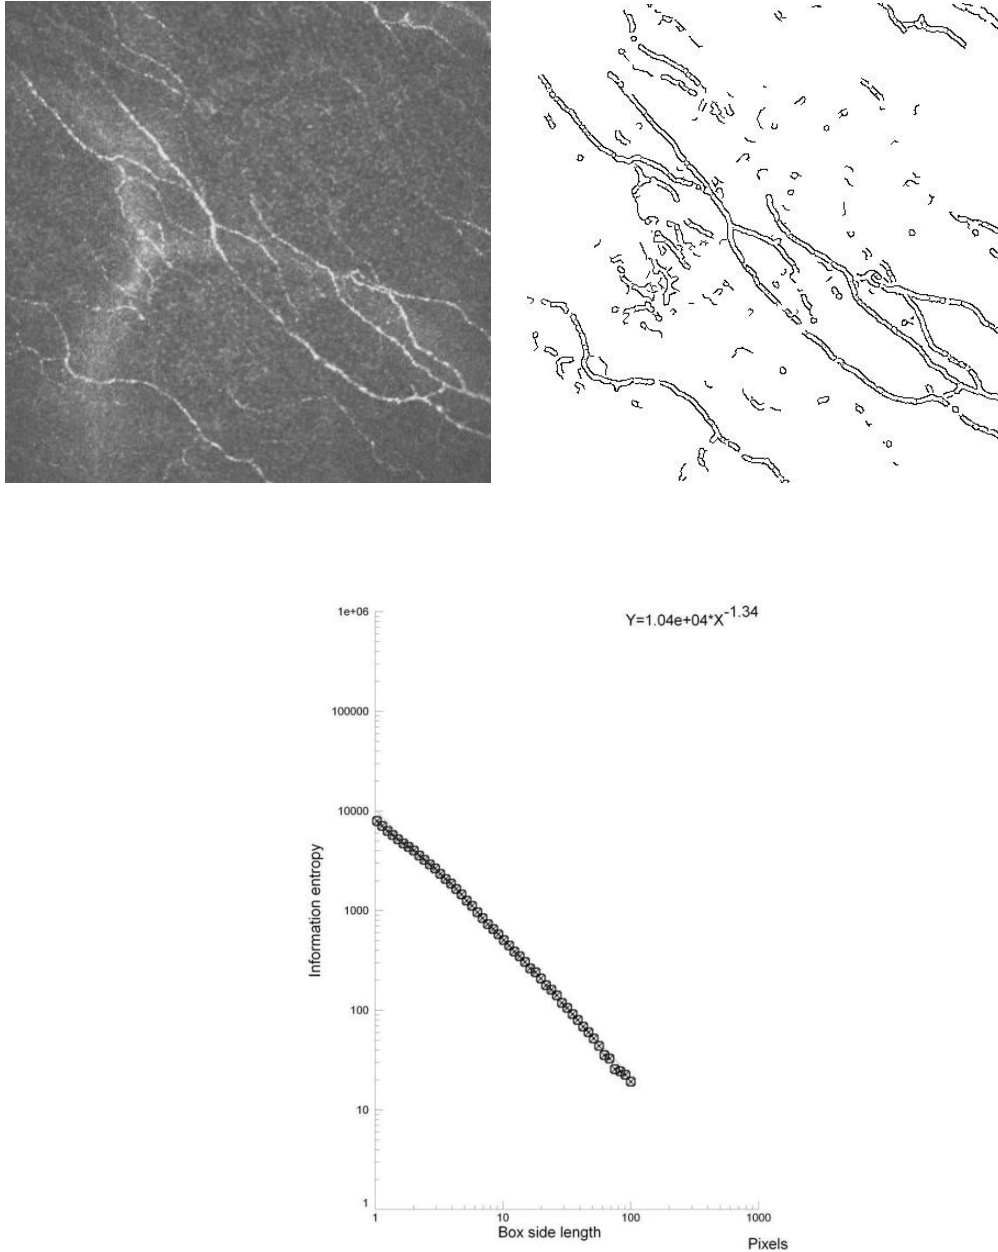 Y=1.04e+04*X^-1.34
1e+06
100000
10000
1000
100
10
1
Information entropy
1 10 100 1000
Box side length
Pixels